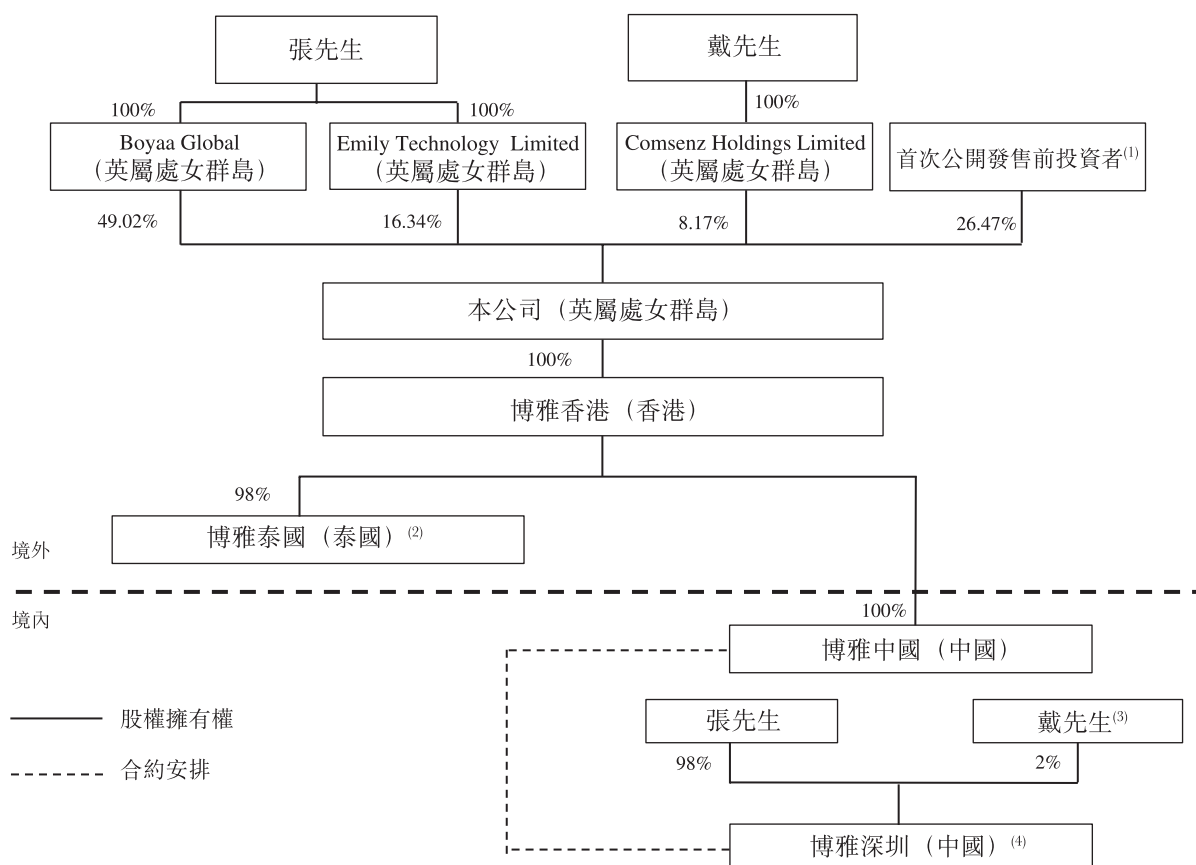 張先生
戴先生
100%
100%
100%
Boyaa Global
(英屬處女群島)
Emily Technology Limited
(英屬處女群島)
Comsenz Holdings Limited
(英屬處女群島)
首次公開發售前投資者(1)
49.02%
16.34%
8.17%
26.47%
本公司(英屬處女群島)
100%
博雅香港(香港)
98%
博雅泰國(泰國)(2)
境外
境內
100%
博雅中國(中國)
股權擁有權
張先生
戴先生(3)
合約安排
98%
2%
博雅深圳(中國)(4)